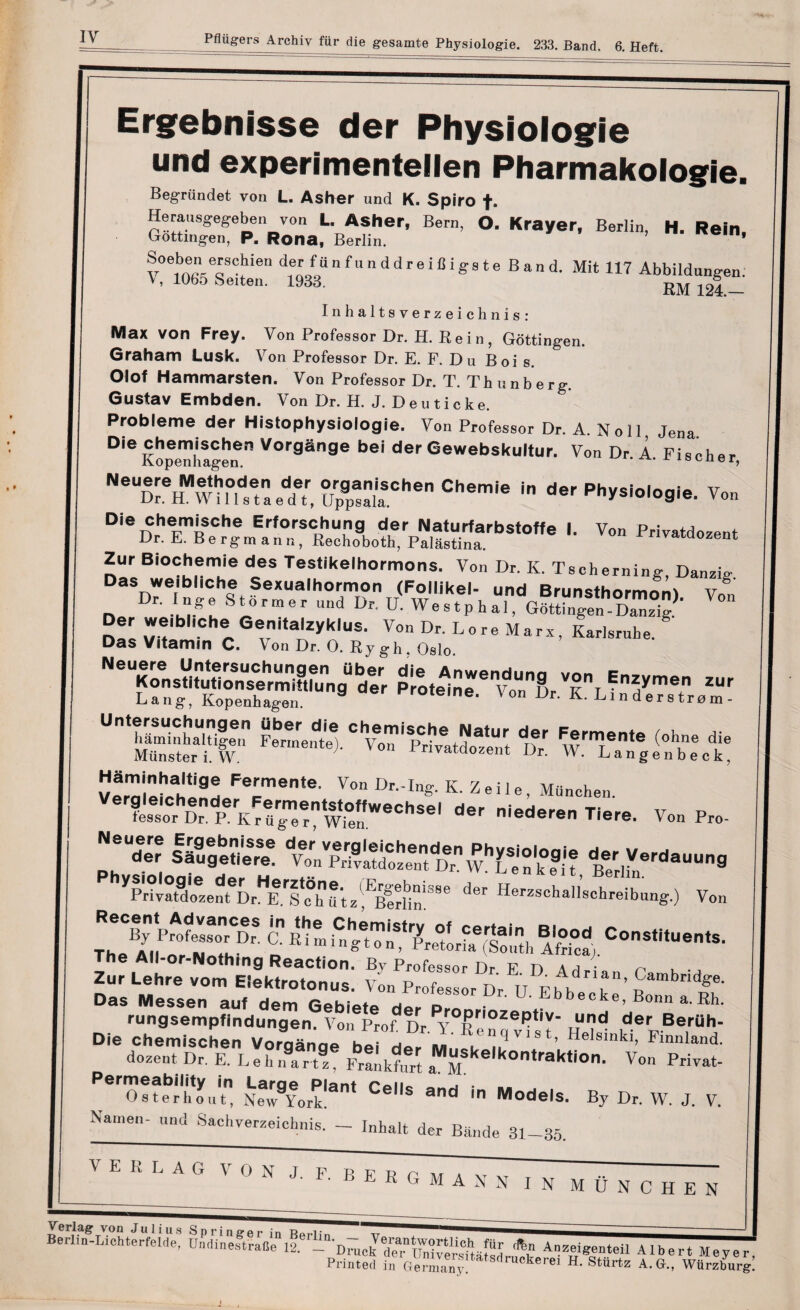 IV
Pflügers Archiv für die gesamte Physiologie. 233. Band. 6. Heft.
Ergebnisse der Physiologie
und experimentellen Pharmakologie.
Begründet von L. Asher und K. Spiro †.
Herausgegeben von L. Asher, Bern, O. Krayer, Berlin, H. Rein,
Göttingen, P. Rona, Berlin.
Soeben erschien der fünfunddreißigste Band. Mit 117 Abbildungen.
V, 1065 Seiten. 1933. RM 124.—
Inhaltsverzeichnis:
Max von Frey. Von Professor Dr. H. Rein, Göttingen.
Graham Lusk. Von Professor Dr. E. F. Du Bois.
Olof Hammarsten. Von Professor Dr. T. Thunberg.
Gustav Embden. Von Dr. H. J. Deuticke.
Probleme der Histophysiologie. Von Professor Dr. A. Noll, Jena.
Die chemischen Vorgänge bei der Gewebskultur. Von Dr. A. Fischer,
Kopenhagen.
Neuere Methoden der organischen Chemie in der Physiologie. Von
Dr. H. Willstaedt, Uppsala.
Die chemische Erforschung der Naturfarbstoffe I. Von Privatdozent
Dr. E. Bergmann, Rechoboth, Palästina.
Zur Biochemie des Testikelhormons. Von Dr. K. Tscherning, Danzig.
Das weibliche Sexualhormon (Follikel- und Brunsthormon). Von
Dr. Inge Störmer und Dr. U. Westphal, Göttingen-Danzig.
Der weibliche Genitalzyklus. Von Dr. Lore Marx, Karlsruhe.
Das Vitamin C. Von Dr. O. Rygh, Oslo.
Neuere Untersuchungen über die Anwendung von Enzymen zur
Konstitutionsermittlung der Proteine. Von Dr. K. Linderstrøm-
Lang, Kopenhagen.
Untersuchungen über die chemische Natur der Fermente (ohne die
häminhaltigen Fermente). Von Privatdozent Dr. W. Langenbeck,
Münster i. W.
Häminhaltige Fermente. Von Dr.-Ing. K. Zeile, München.
Vergleichender Fermentstoffwechsel der niederen Tiere. Von Pro-
fessor Dr. P. Krüger, Wien.
Neuere Ergebnisse der vergleichenden Physiologie der Verdauung
der Säugetiere. Von Privatdozent Dr. W. Lenkeit, Berlin.
Physiologie der Herztöne. (Ergebnisse der Herzschallschreibung.) Von
Privatdozent Dr. E. Schütz, Berlin.
Recent Advances in the Chemistry of certain Blood Constituents.
By Professor Dr. C. Rimington, Pretoria (South Africa).
The All-or-Nothing Reaction. By Professor Dr. E. D. Adrian, Cambridge.
Zur Lehre vom Elektrotonus. Von Professor Dr. U. Ebbecke, Bonn a. Rh.
Das Messen auf dem Gebiete der Propriozeptiv- und der Berüh-
rungsempfindungen. Von Prof. Dr. Y. Renqvist, Helsinki, Finnland.
Die chemischen Vorgänge bei der Muskelkontraktion. Von Privat-
dozent Dr. E. Lehnartz, Frankfurt a. M.
Permeability in Large Plant Cells and in Models. By Dr. W. J. V.
Osterhout, New York.
Namen- und Sachverzeichnis. — Inhalt der Bände 31—35.
VERLAG VON J. F. BERGMANN IN MÜNCHEN
Verlag von Julius Springer in Berlin. — Verantwortlich für den Anzeigenteil Albert Meyer,
Berlin-Lichterfelde, Undinestraße 12. — Druck der Universitätsdruckerei H. Stürtz A.G., Würzburg.
Printed in Germany.